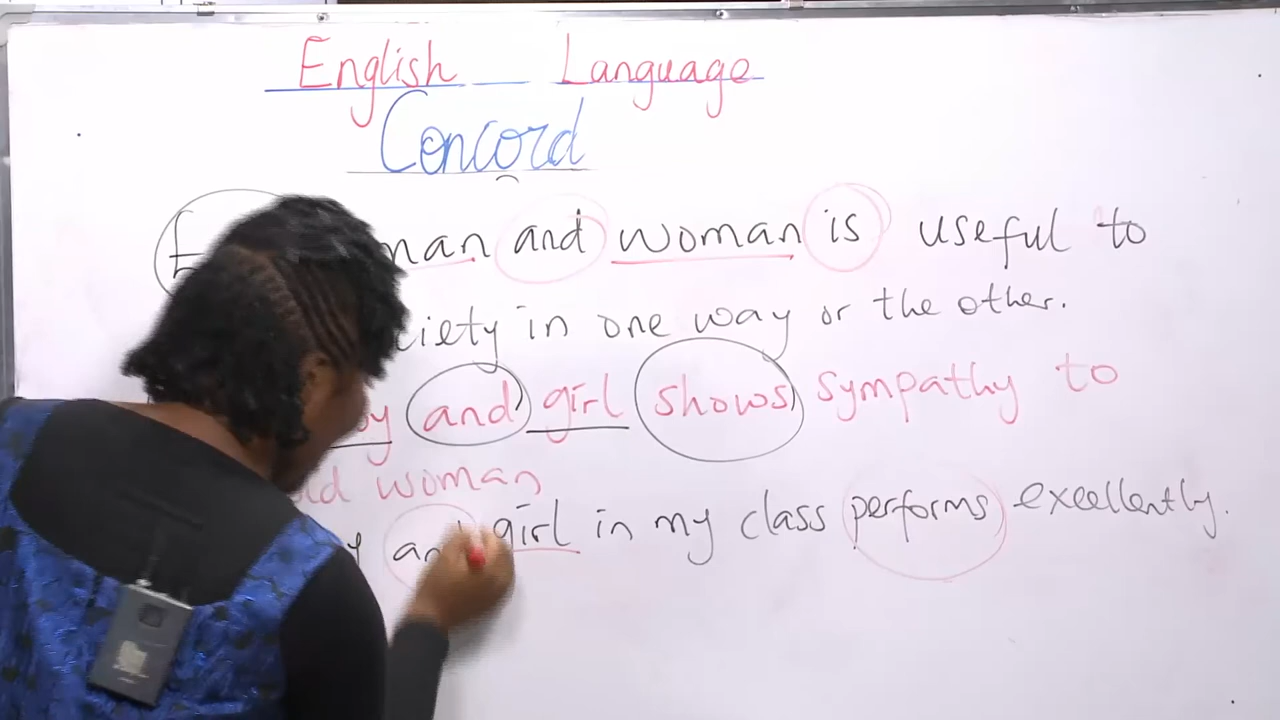 English Language
Concord
man and woman is useful to
ciety in one way or the other.
and girl shows sympathy to
woman
girl in my class performs excellently.